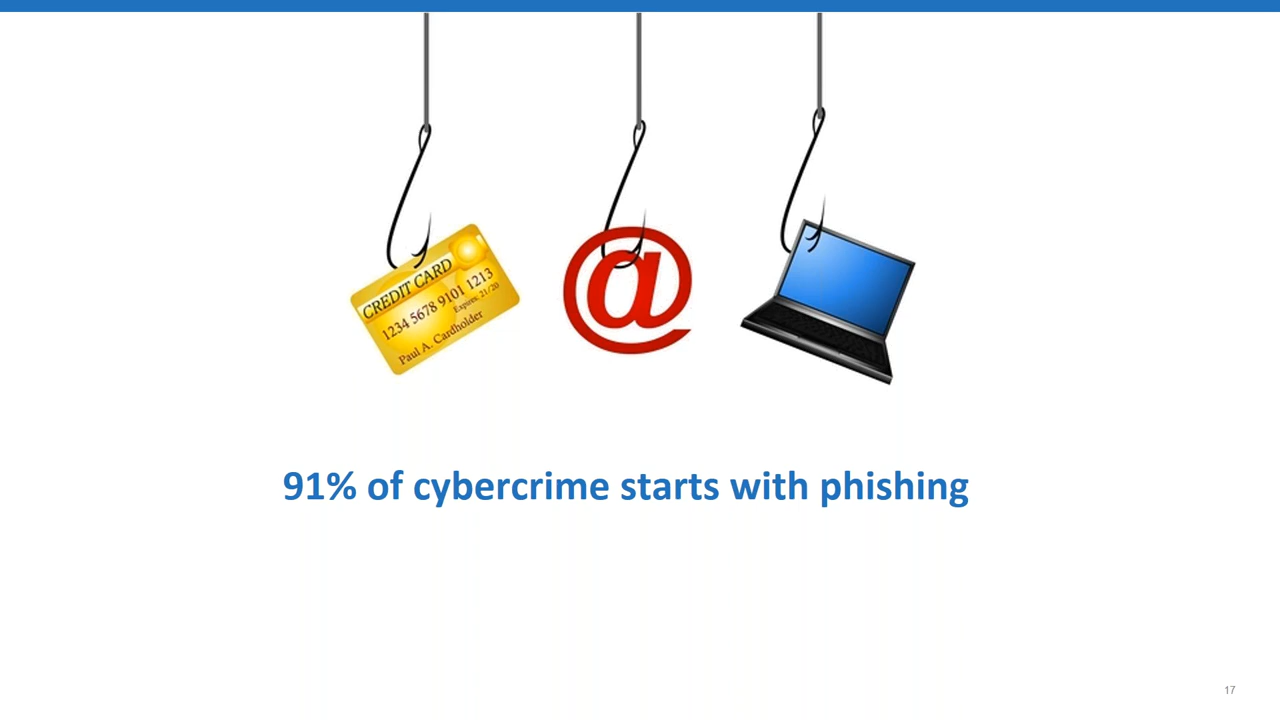 CREDIT CARD
1234 5678 9101 1213
Expires: 21/20
Paul A. Cardholder
@
91% of cybercrime starts with phishing
17